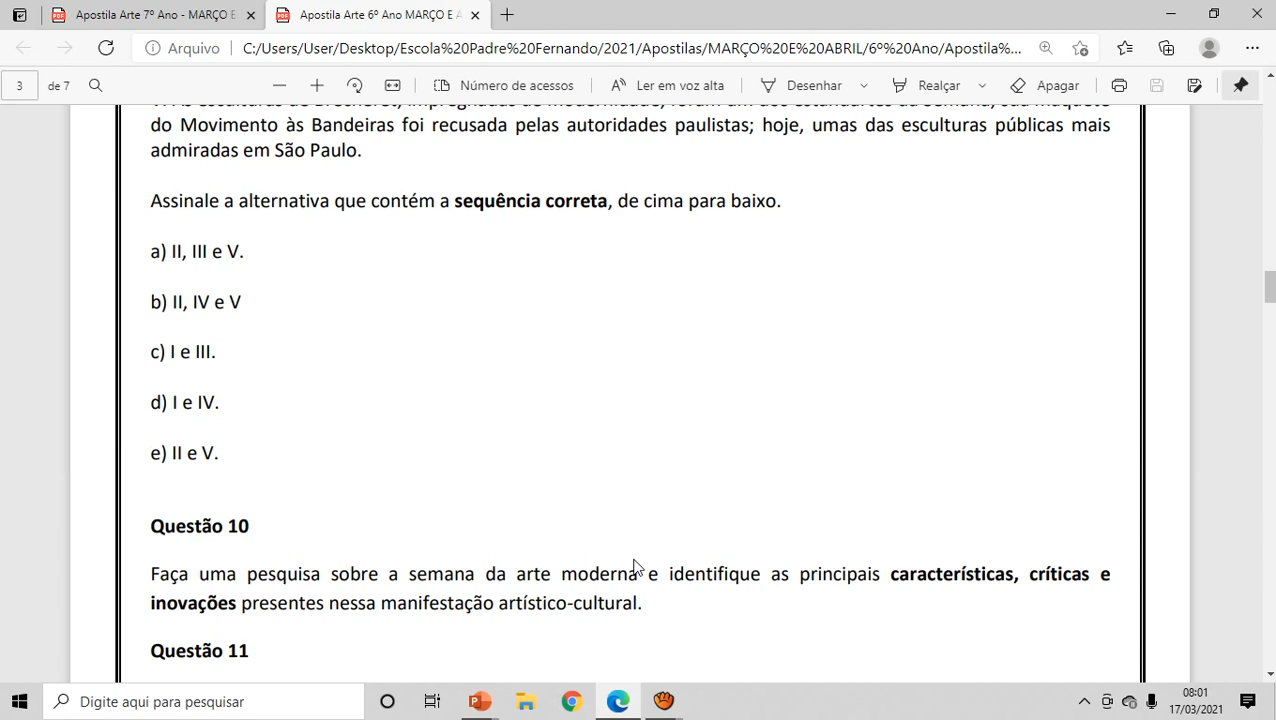 Apostila Arte 7º Ano - MARÇO E
Apostila Arte 6º Ano MARÇO E A
Arquivo
C:/Users/User/Desktop/Escola%20Padre%20Fernando/2021/Apostilas/MARÇO%20E%20ABRIL/6º%20Ano/Apostila%...
3 de 7
Número de acessos
Ler em voz alta
Desenhar
Realçar
Apagar
do Movimento às Bandeiras foi recusada pelas autoridades paulistas; hoje, umas das esculturas públicas mais
admiradas em São Paulo.
Assinale a alternativa que contém a sequência correta, de cima para baixo.
a) II, III e V.
b) II, IV e V
c) I e III.
d) I e IV.
e) II e V.
Questão 10
Faça uma pesquisa sobre a semana da arte moderna e identifique as principais características, críticas e
inovações presentes nessa manifestação artístico-cultural.
Questão 11
Digite aqui para pesquisar
08:01
17/03/2021